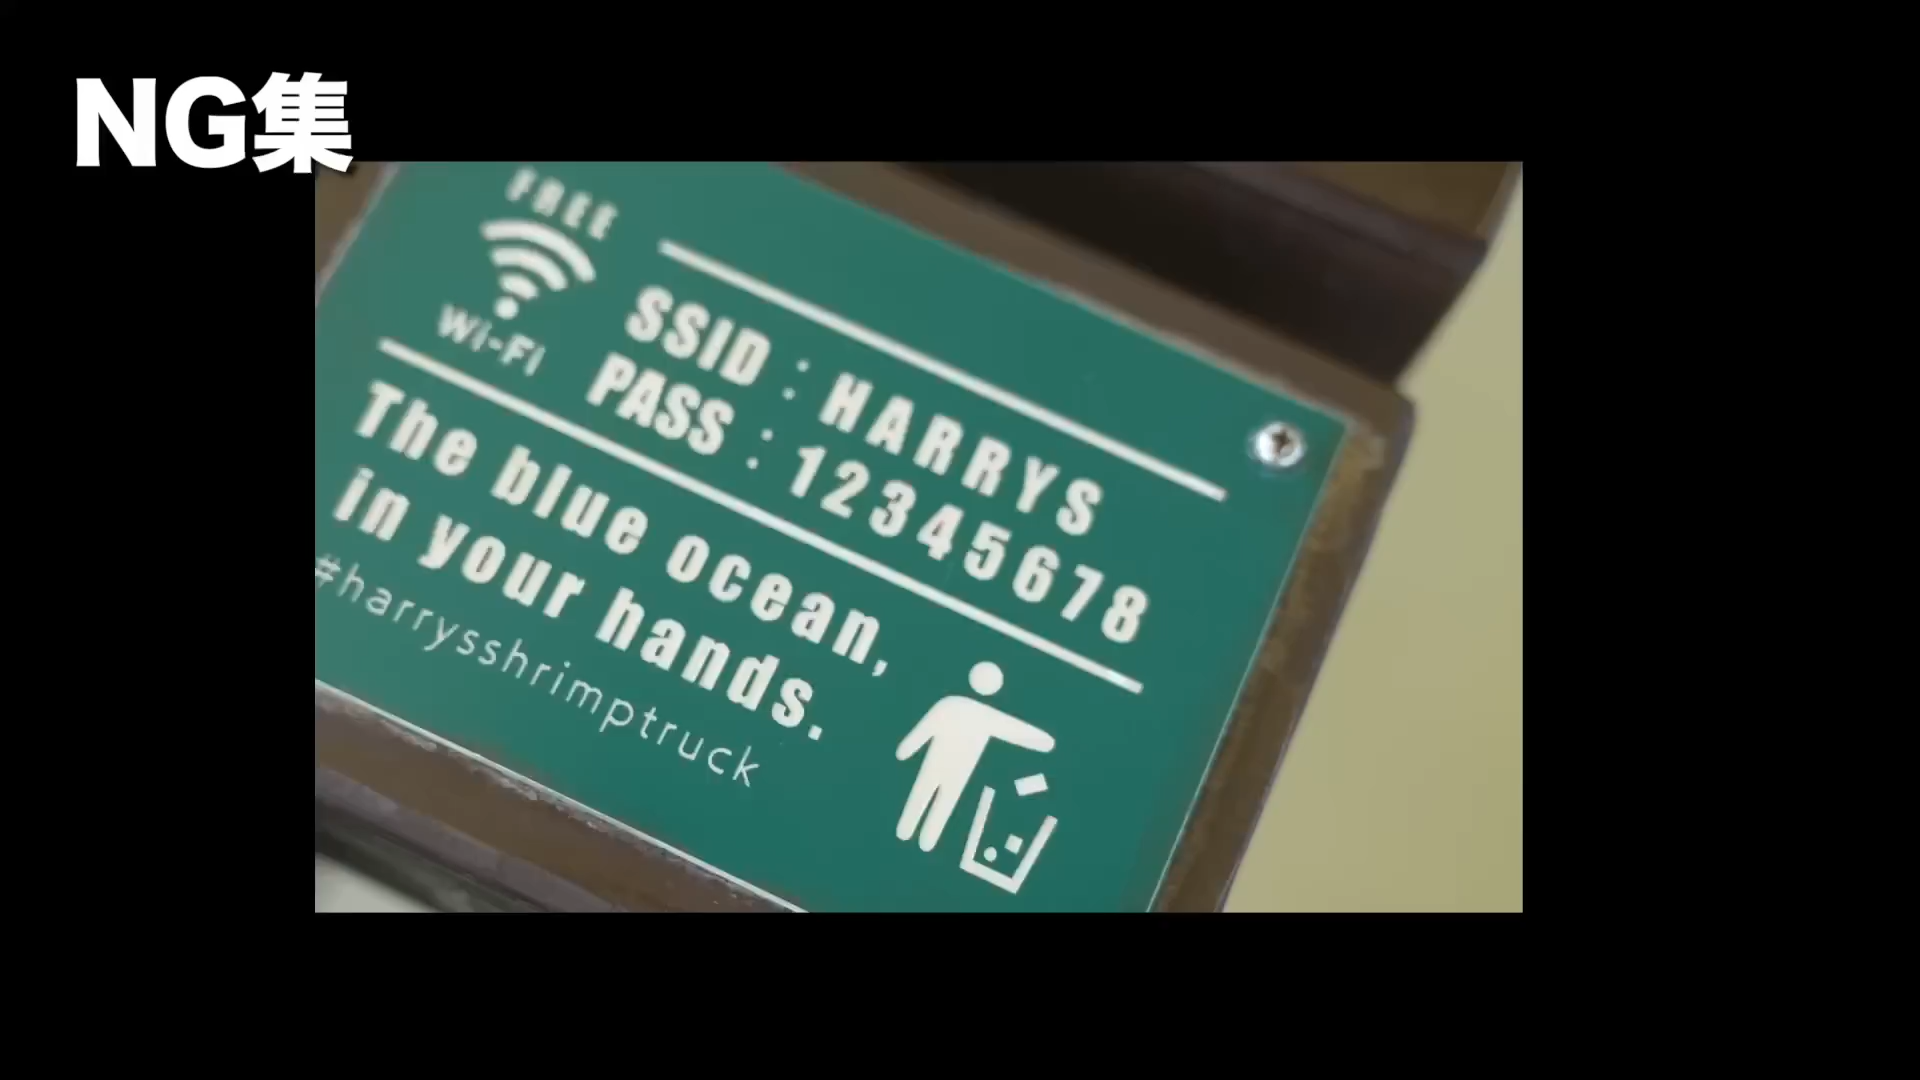 NG集
FREE
Wi-Fi
SSID : HARRYS
PASS : 12345678
The blue ocean,
in your hands.
#harrysshrimptruck